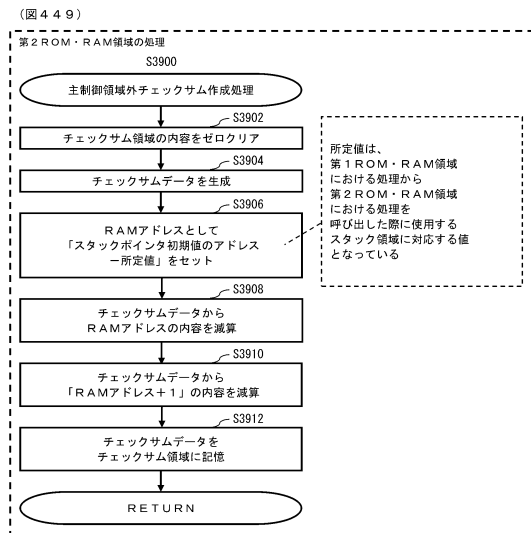 （図４４９）
第２ＲＯＭ・ＲＡＭ領域の処理
S3900
主制御領域外チェックサム作成処理
S3902
チェックサム領域の内容をゼロクリア
S3904
チェックサムデータを生成
S3906
ＲＡＭアドレスとして
「スタックポインタ初期値のアドレス
－所定値」をセット
所定値は、
第１ＲＯＭ・ＲＡＭ領域
における処理から
第２ＲＯＭ・ＲＡＭ領域
における処理を
呼び出した際に使用する
スタック領域に対応する値
となっている
S3908
チェックサムデータから
ＲＡＭアドレスの内容を減算
S3910
チェックサムデータから
「ＲＡＭアドレス＋１」の内容を減算
S3912
チェックサムデータを
チェックサム領域に記憶
ＲＥＴＵＲＮ